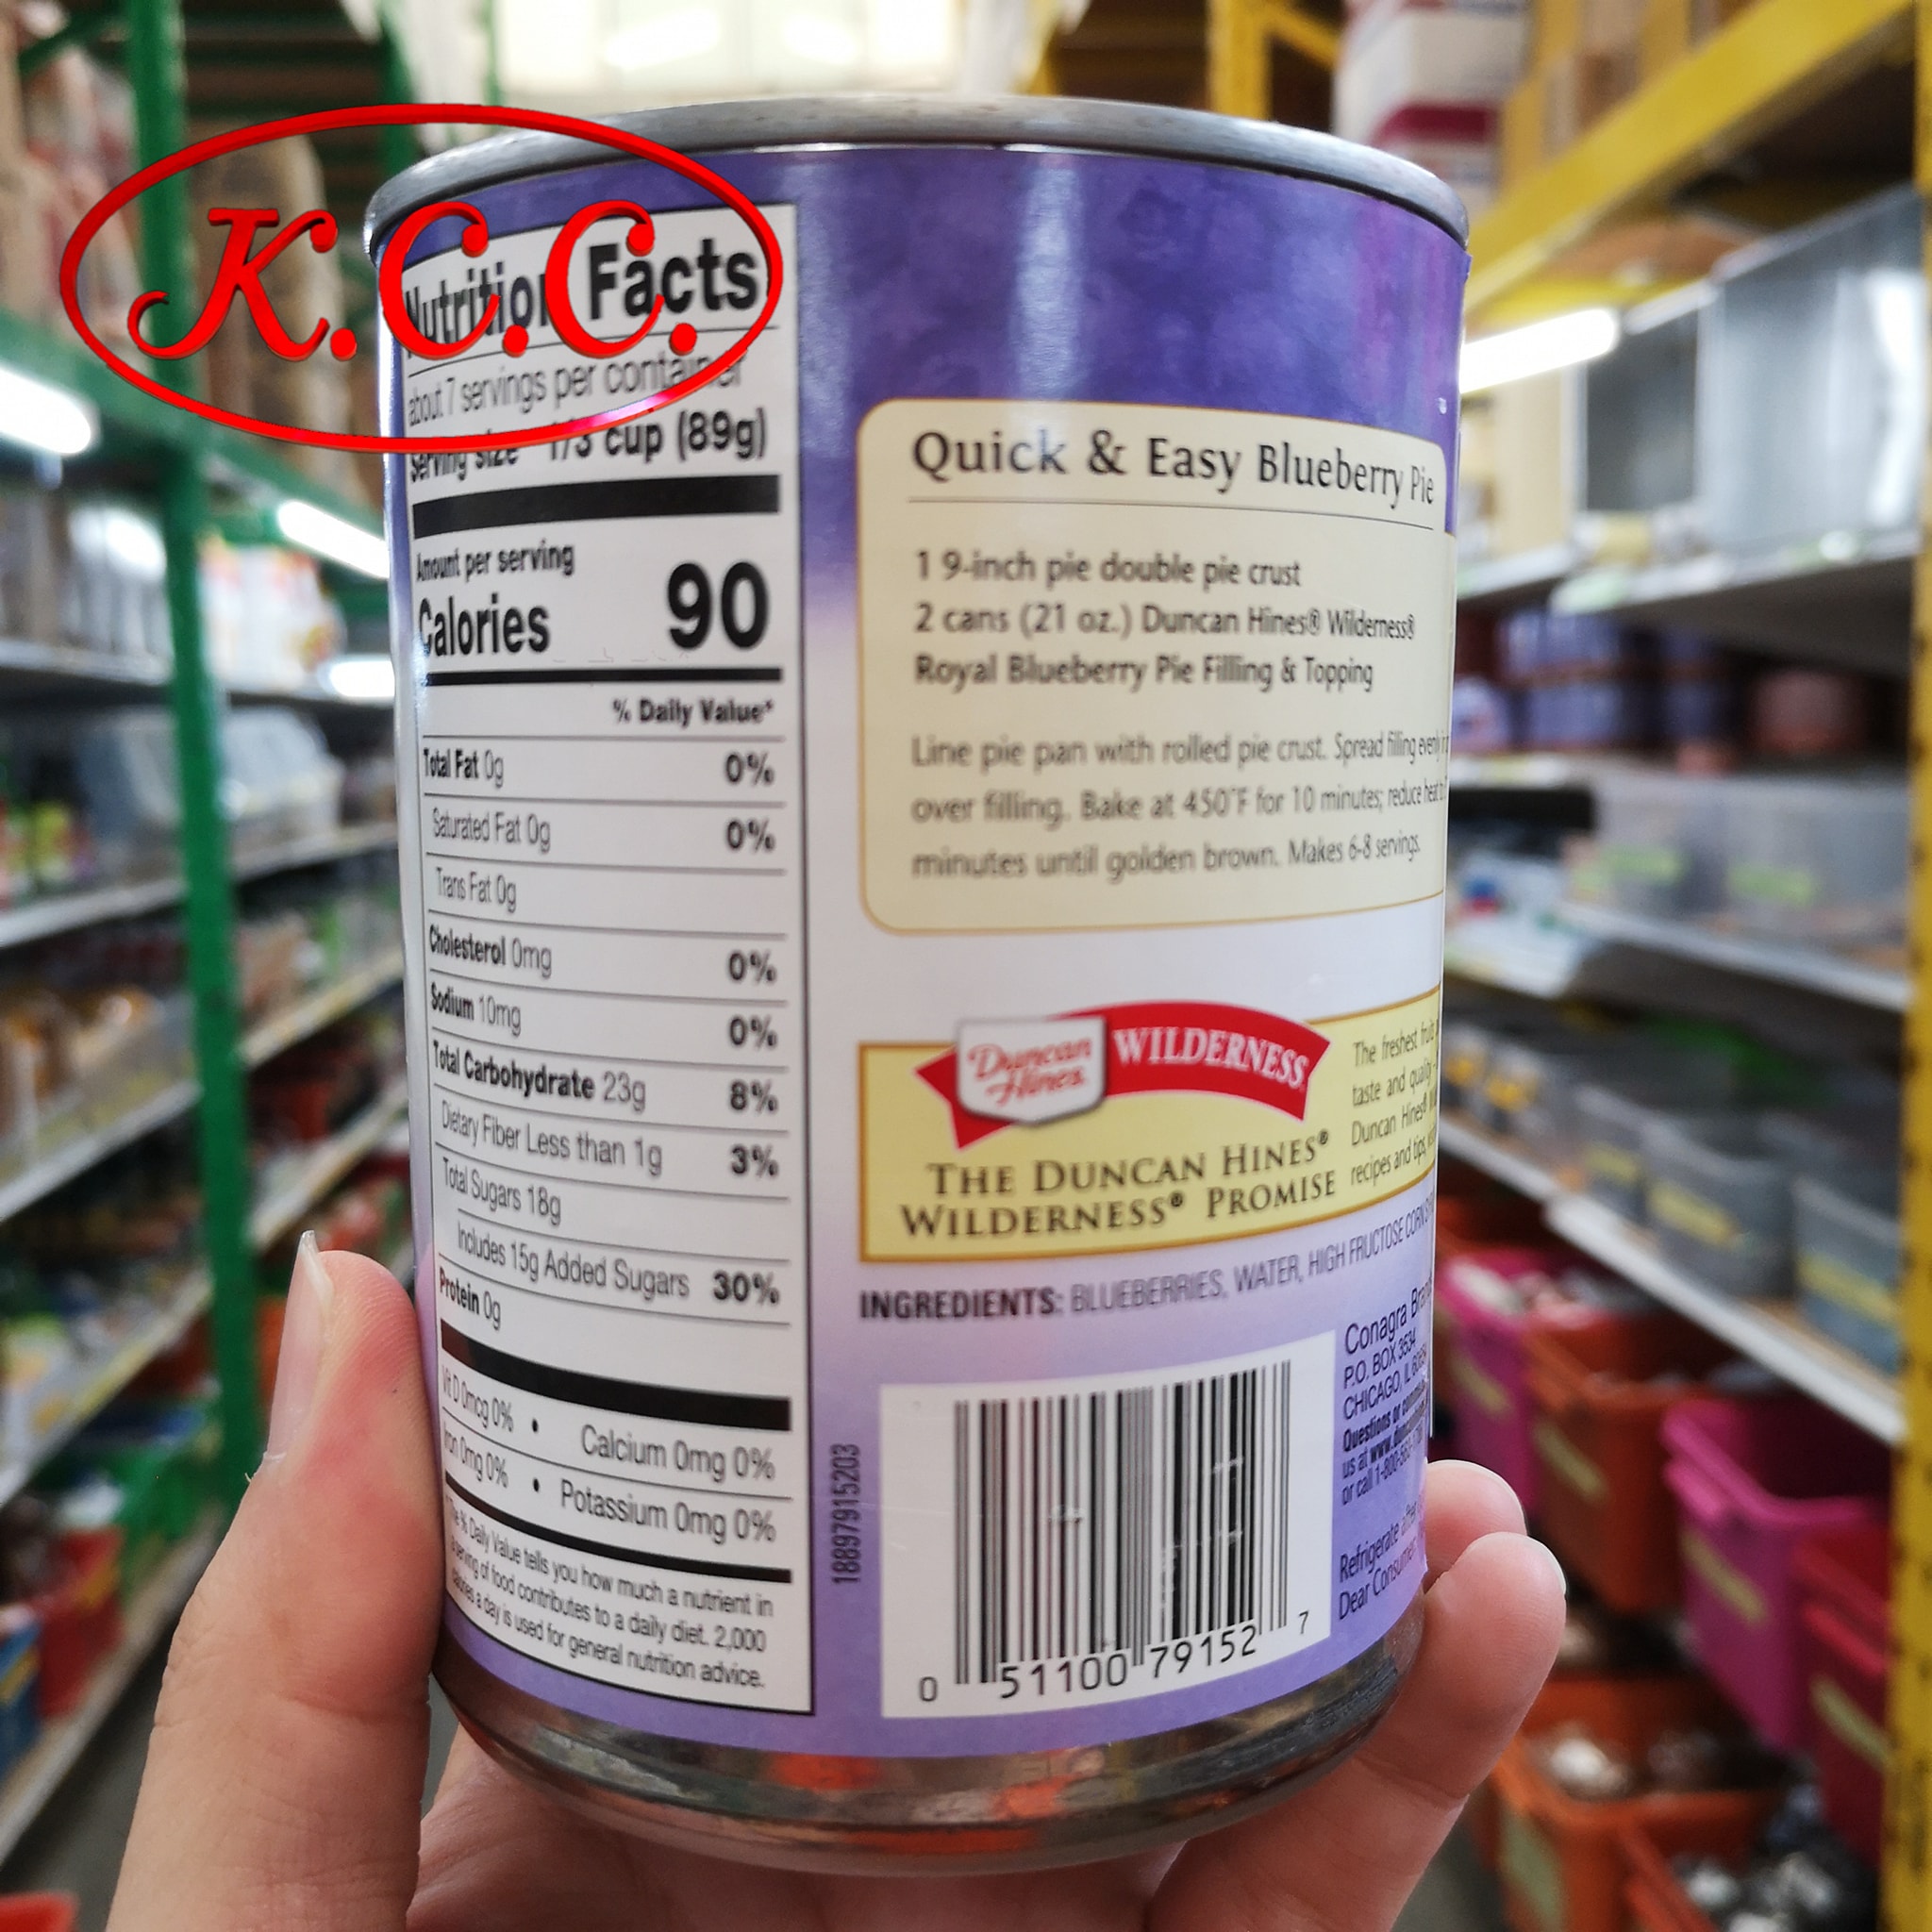 K.C.C.
Nutrition Facts
about 7 servings per container
Serving size 1/3 cup (89g)
Amount per serving
Calories 90
% Daily Value*
Total Fat 0g 0%
Saturated Fat 0g 0%
Trans Fat 0g
Cholesterol 0mg 0%
Sodium 10mg 0%
Total Carbohydrate 23g 8%
Dietary Fiber Less than 1g 3%
Total Sugars 18g
Includes 15g Added Sugars 30%
Protein 0g
Vit D 0mcg 0% • Calcium 0mg 0%
Iron 0mg 0% • Potassium 0mg 0%
% Daily Value tells you how much a nutrient in
serving of food contributes to a daily diet. 2,000
calories a day is used for general nutrition advice.
Quick & Easy Blueberry Pie
1 9-inch pie double pie crust
2 cans (21 oz.) Duncan Hines® Wilderness®
Royal Blueberry Pie Filling & Topping
Line pie pan with rolled pie crust. Spread filling evenly
over filling. Bake at 450°F for 10 minutes; reduce heat
minutes until golden brown. Makes 6-8 servings.
Duncan
Hines
WILDERNESS
THE DUNCAN HINES®
WILDERNESS® PROMISE
The freshest fruit
taste and quality
Duncan Hines®
recipes and tips,
INGREDIENTS: BLUEBERRIES, WATER, HIGH FRUCTOSE CORN
18897915203
0 51100 79152 7
Conagra
P.O. BOX 3534
CHICAGO, IL
Questions or
us at
or call
Refrigerate after
Dear